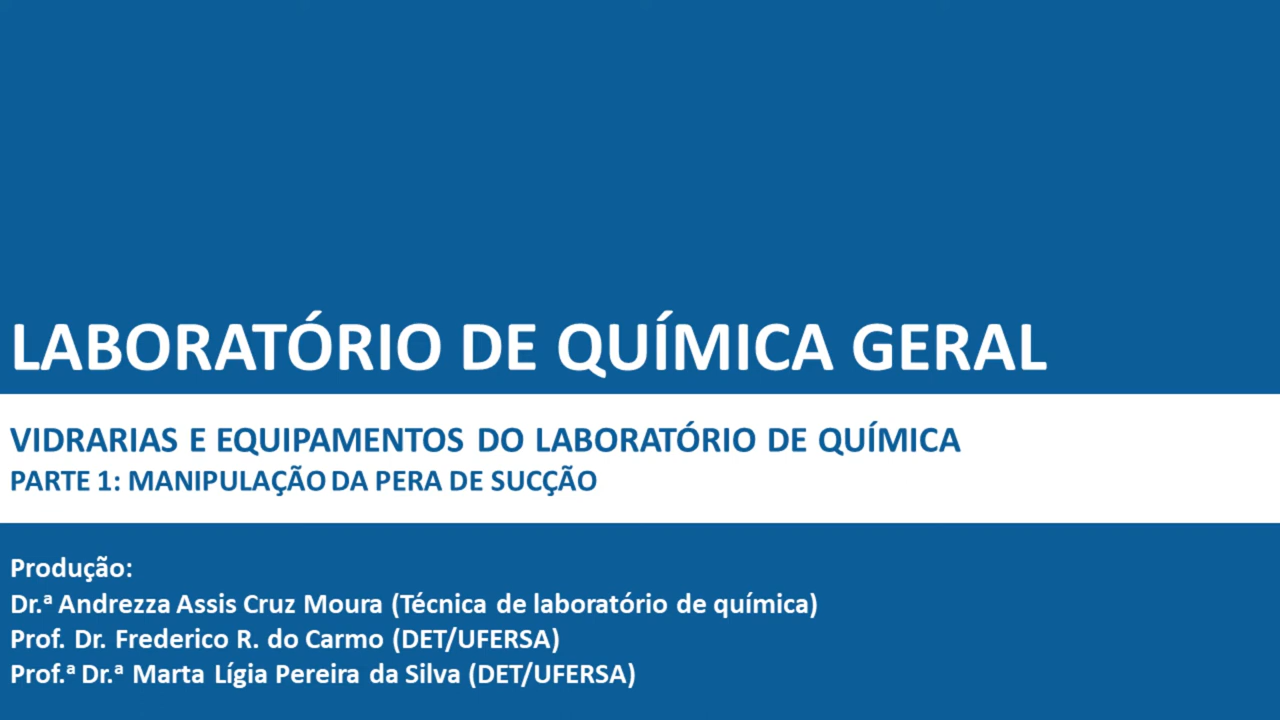 LABORATÓRIO DE QUÍMICA GERAL
VIDRARIAS E EQUIPAMENTOS DO LABORATÓRIO DE QUÍMICA
PARTE 1: MANIPULAÇÃO DA PERA DE SUCÇÃO
Produção:
Dr.ª Andrezza Assis Cruz Moura (Técnica de laboratório de química)
Prof. Dr. Frederico R. do Carmo (DET/UFERSA)
Prof.ª Dr.ª Marta Lígia Pereira da Silva (DET/UFERSA)